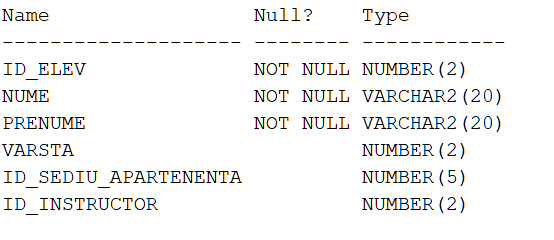 Name                 Null?    Type
-------------------- -------- ------------
ID_ELEV              NOT NULL NUMBER(2)
NUME                 NOT NULL VARCHAR2(20)
PRENUME              NOT NULL VARCHAR2(20)
VARSTA                        NUMBER(2)
ID_SEDIU_APARTENENTA          NUMBER(5)
ID_INSTRUCTOR                 NUMBER(2)